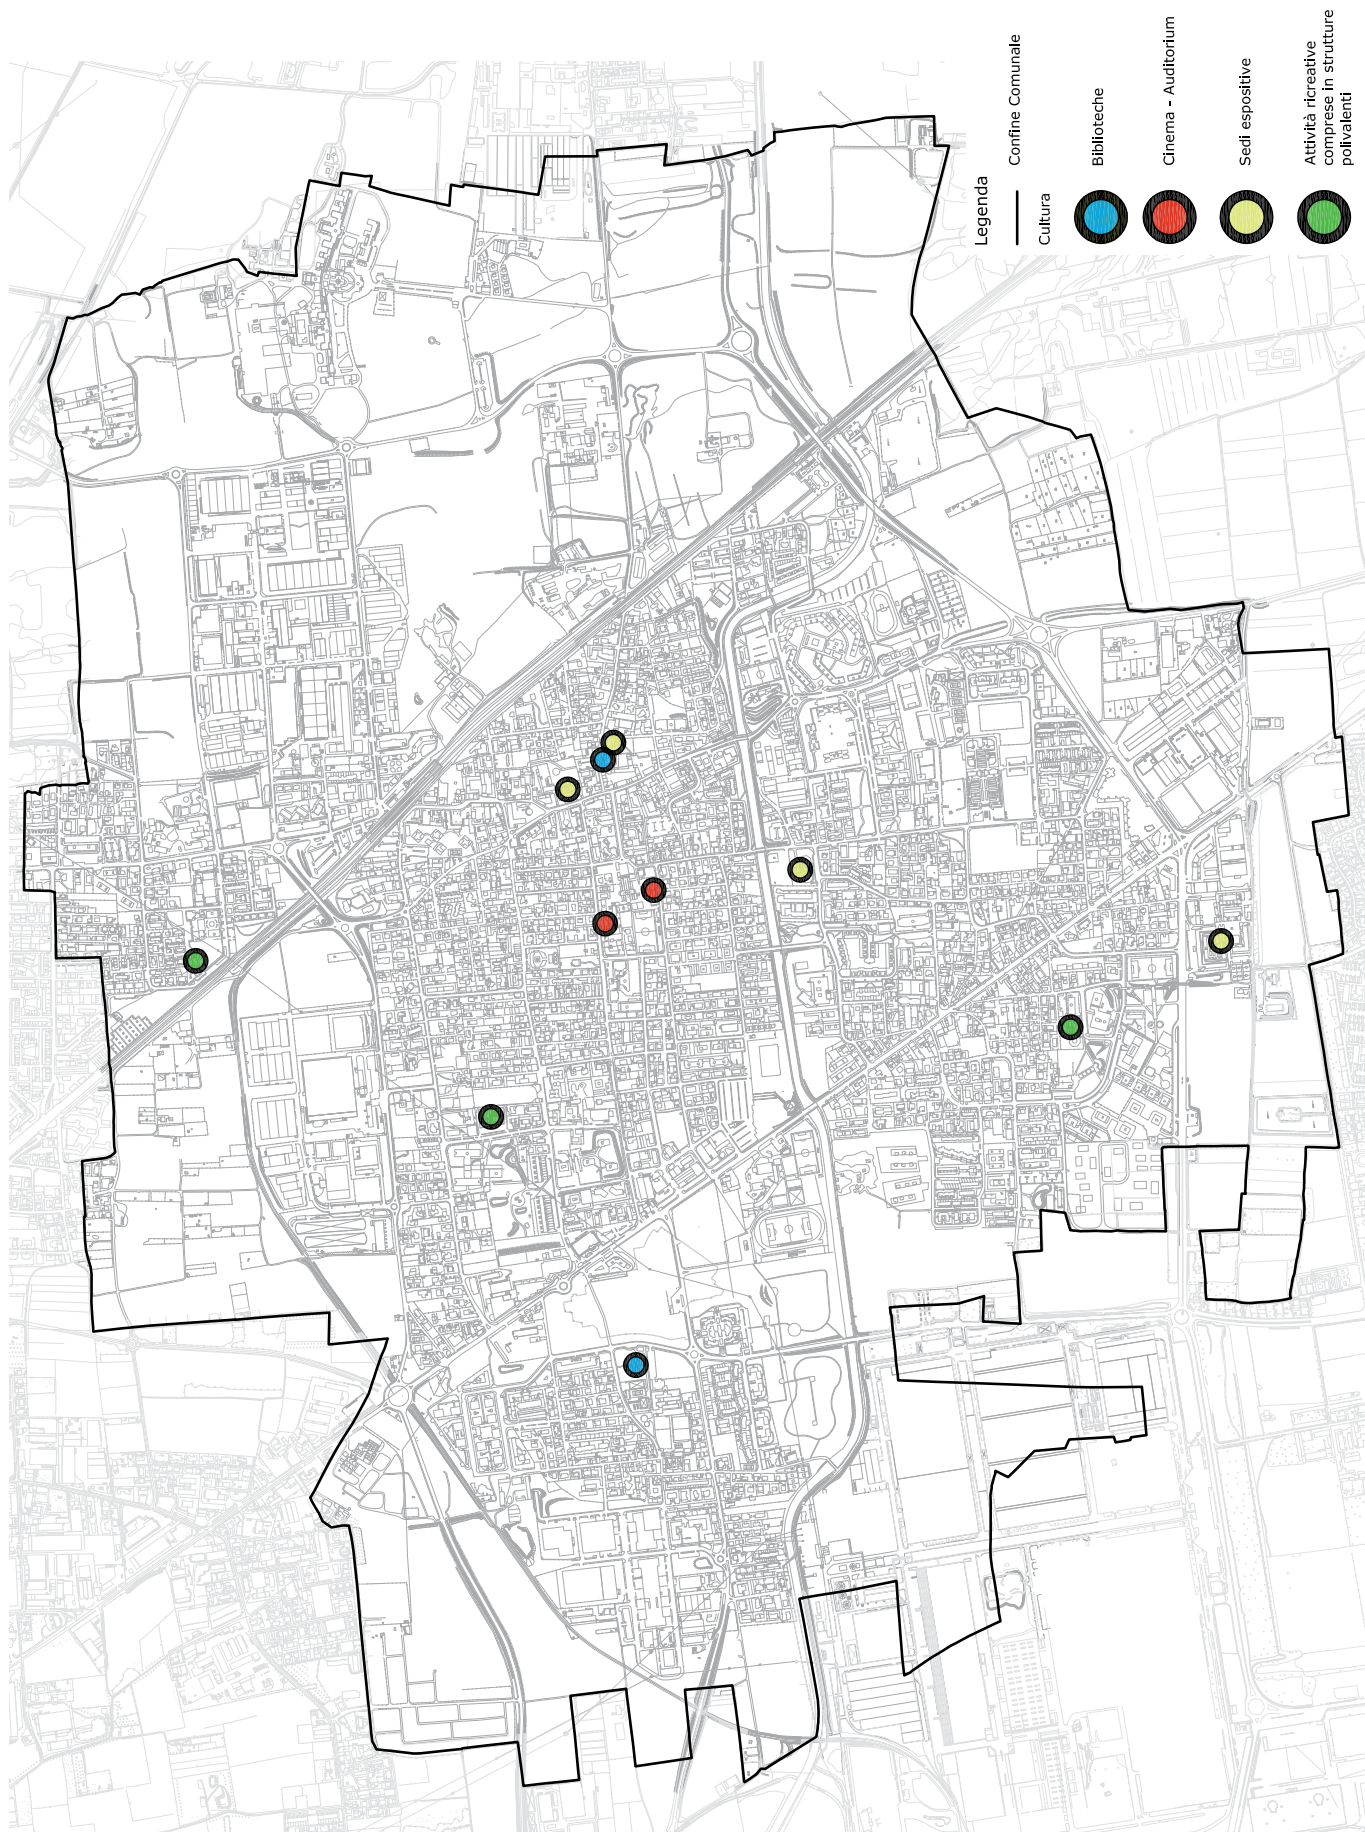 Legenda
Confine Comunale
Cultura
Biblioteche
Cinema - Auditorium
Sedi espositive
Attività ricreative
comprese in strutture
polivalenti